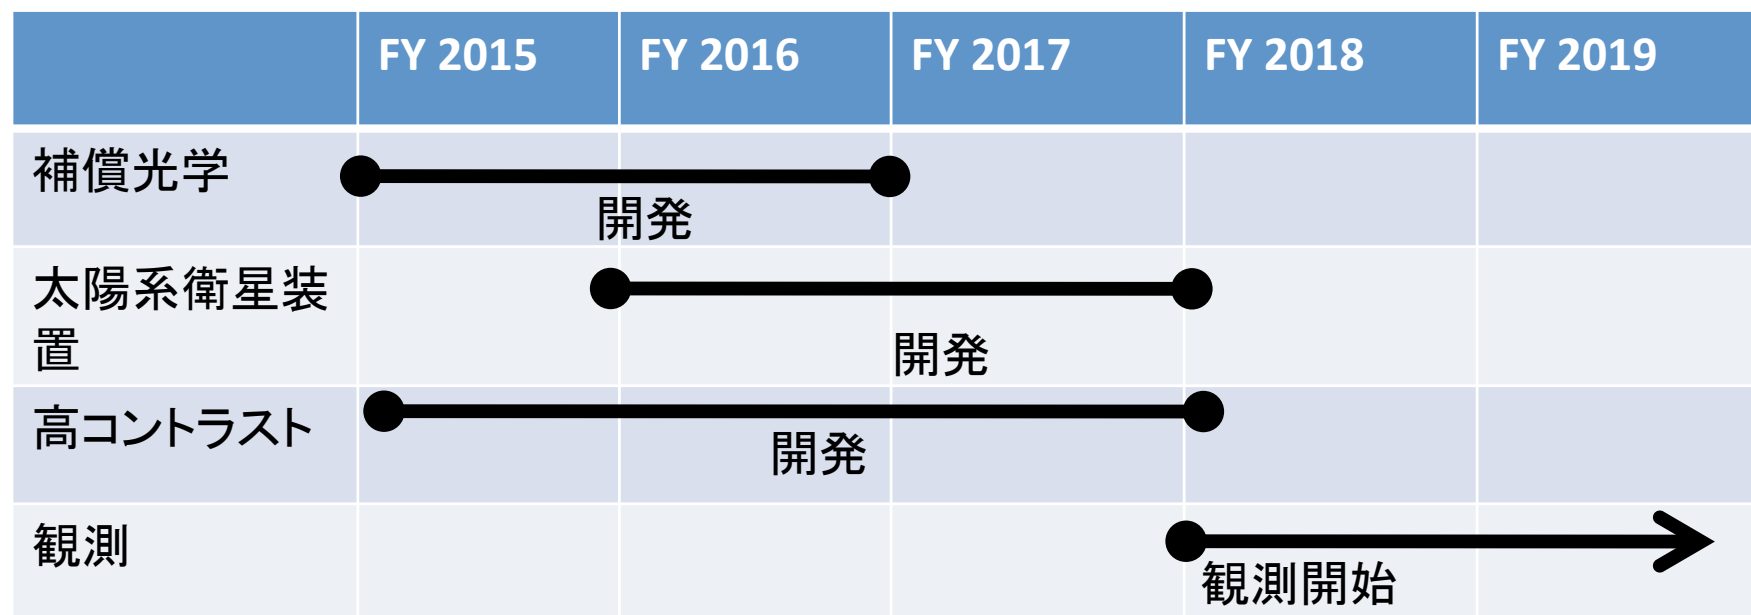 FY 2015 FY 2016 FY 2017 FY 2018 FY 2019
補償光学
開発
太陽系衛星装
置
開発
高コントラスト
開発
観測
観測開始